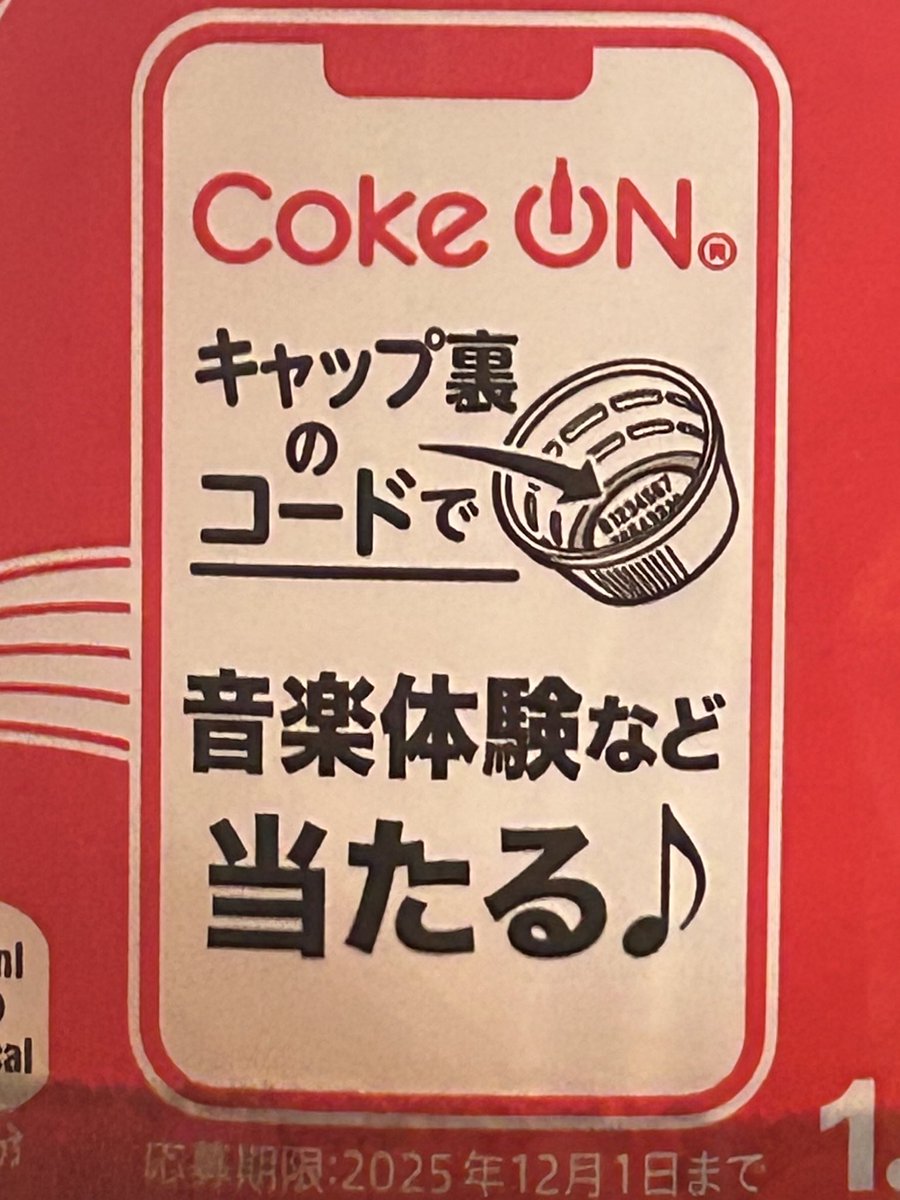 Coke ON®
キャップ裏
の
コードで
音楽体験など
当たる♪
応募期限:2025年12月1日まで
1.